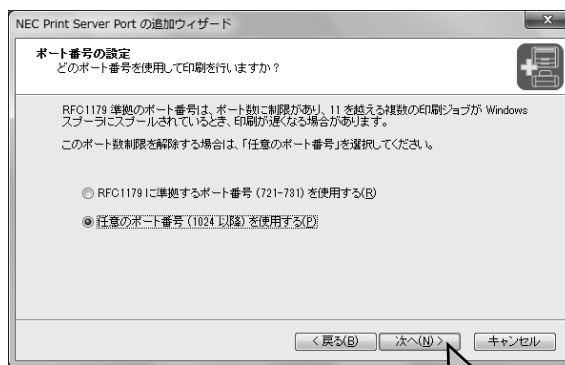 NEC Print Server Port の追加ウィザード
ポート番号の設定
どのポート番号を使用して印刷を行いますか？
RFC1179 準拠のポート番号は、ポート数に制限があり、11 を越える複数の印刷ジョブが Windows
スプーラにスプールされているとき、印刷が遅くなる場合があります。
このポート数制限を解除する場合は、「任意のポート番号」を選択してください。
RFC1179 に準拠するポート番号 (721-731) を使用する(R)
任意のポート番号 (1024 以降) を使用する(P)
< 戻る(B)
次へ(N) >
キャンセル